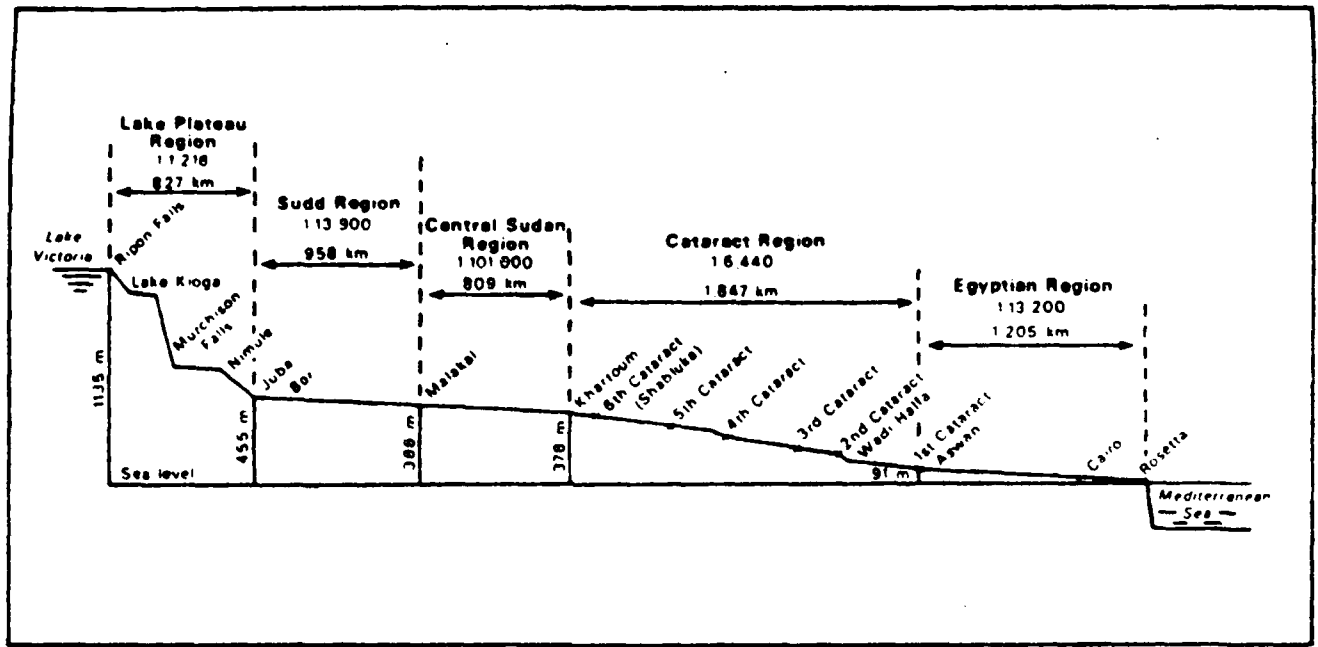 Lake Plateau
Region
1:1 216
827 km
Sudd Region
1:13 900
958 km
Central Sudan
Region
1:101 800
809 km
Cataract Region
1:6 440
1.847 km
Egyptian Region
1:13 200
1 205 km
Lake
Victoria
Ripon Falls
Lake Kioga
Murchison
Falls
Nimule
Juba
Bor
Malakal
Khartoum
6th Cataract
(Shabluka)
5th Cataract
4th Cataract
3rd Cataract
2nd Cataract
Wadi Halfa
1st Cataract
Aswan
Cairo
Rosetta
1135 m
455 m
388 m
378 m
91 m
Sea level
Mediterranean
Sea